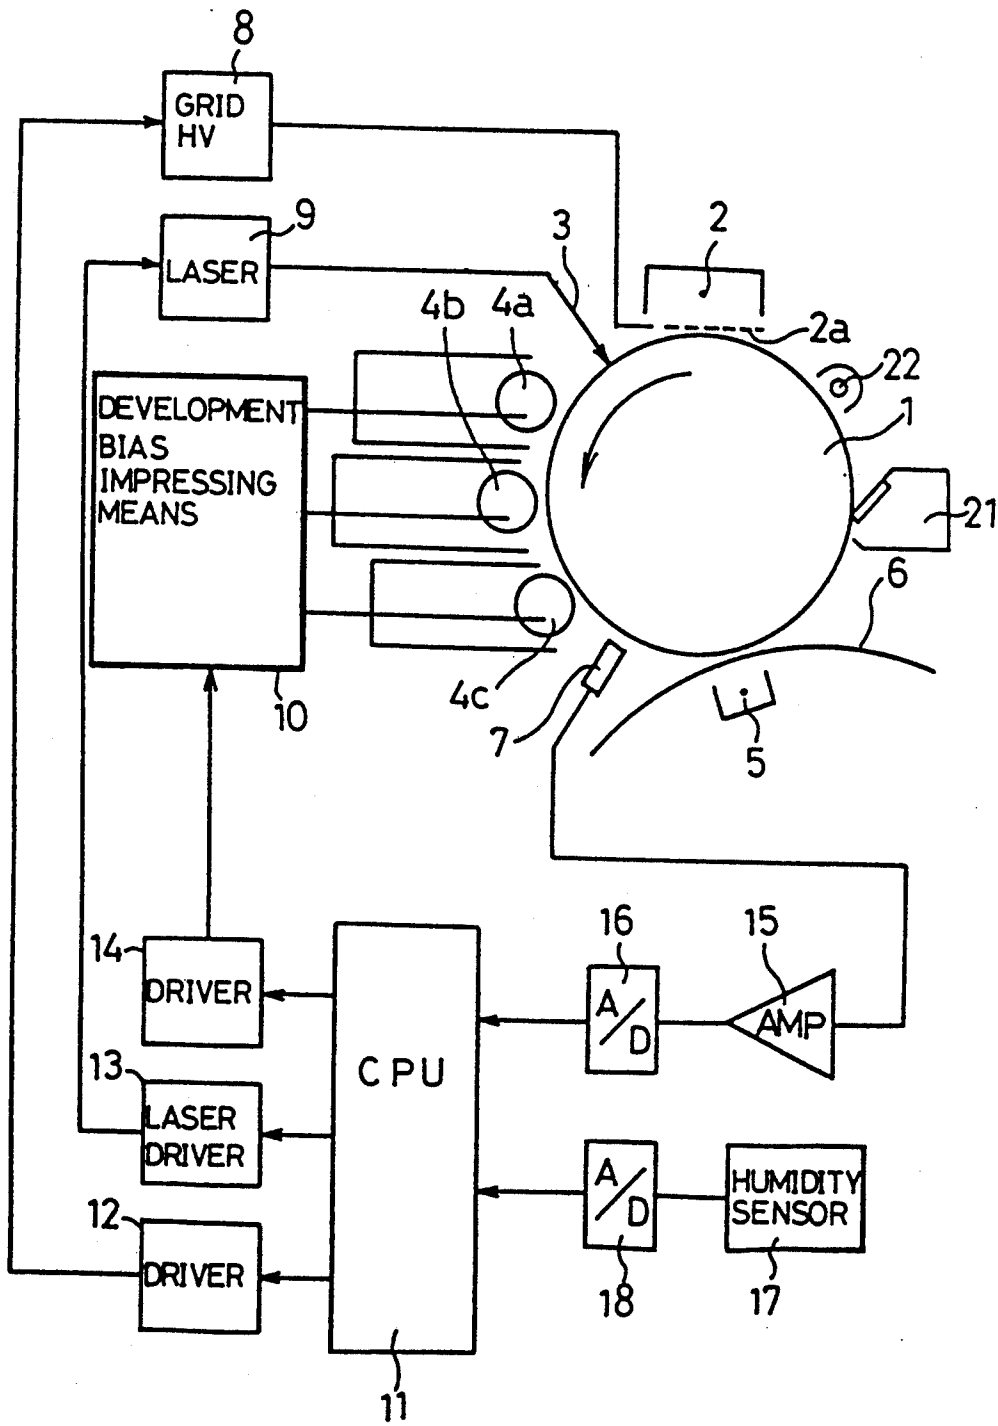 8
GRID
HV
9
LASER
3
2
4b
4a
2a
22
1
DEVELOPMENT
BIAS
IMPRESSING
MEANS
21
6
10
4c
7
5
14
DRIVER
16
15
A/D
AMP
CPU
13
LASER
DRIVER
A/D
HUMIDITY
SENSOR
12
DRIVER
18
17
11